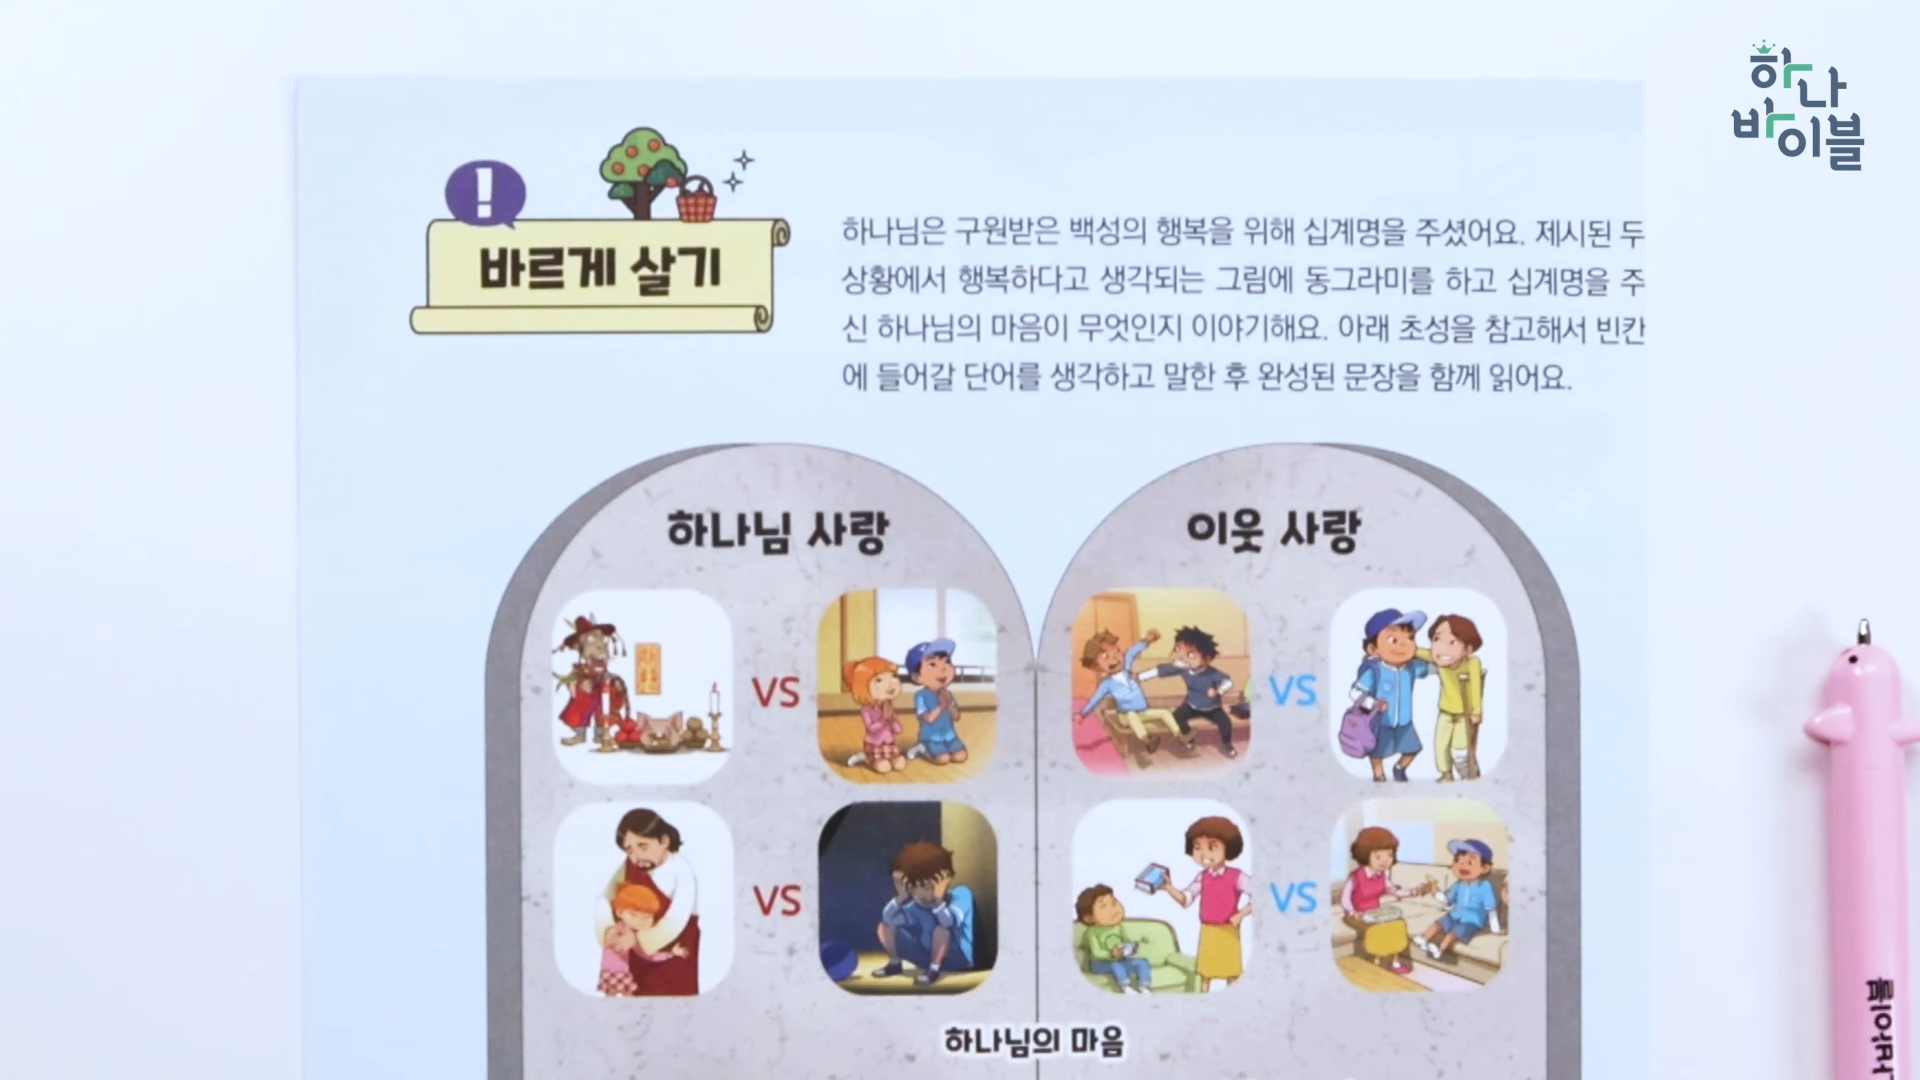 하나
바이블
!
바르게 살기
하나님은 구원받은 백성의 행복을 위해 십계명을 주셨어요. 제시된 두
상황에서 행복하다고 생각되는 그림에 동그라미를 하고 십계명을 주
신 하나님의 마음이 무엇인지 이야기해요. 아래 초성을 참고해서 빈칸
에 들어갈 단어를 생각하고 말한 후 완성된 문장을 함께 읽어요.
하나님 사랑
이웃 사랑
VS
VS
VS
VS
하나님의 마음